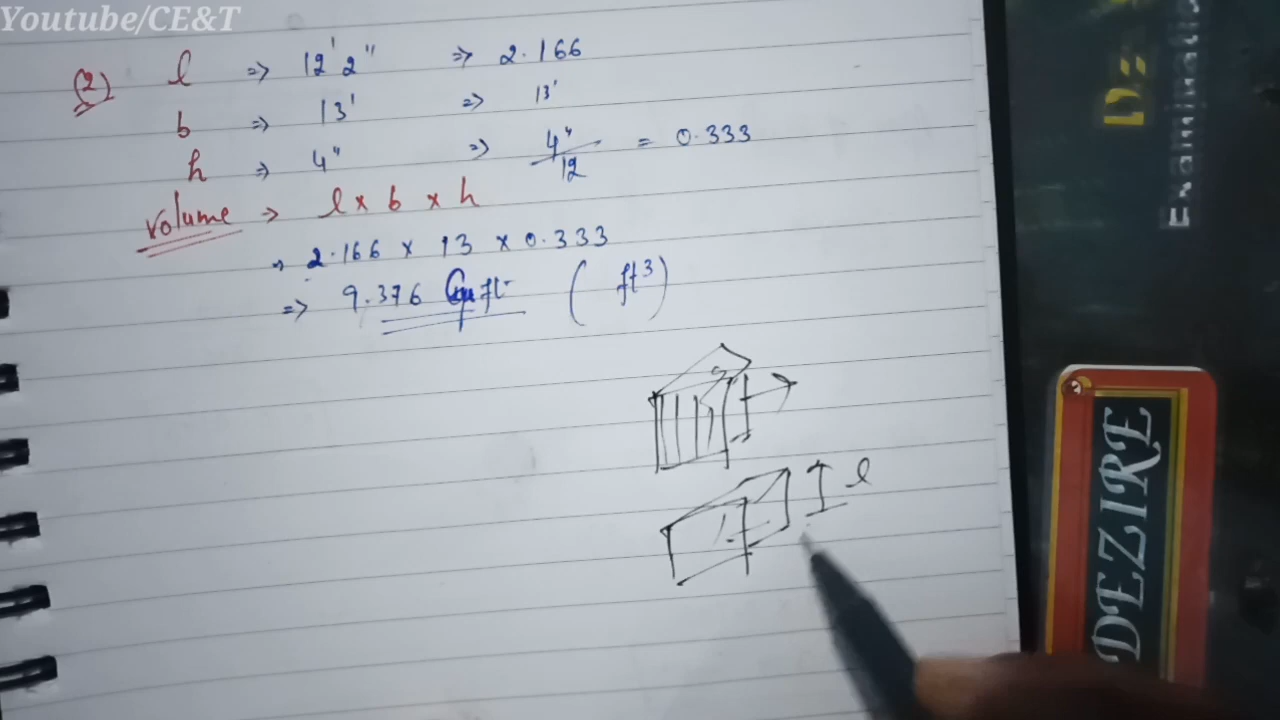 Youtube/CE&T
(2) l => 12' 2" => 2.166
b => 13' => 13'
h => 4" => 4"/12 = 0.333
volume => l × b × h
=> 2.166 × 13 × 0.333
=> 9.376 Cu ft (ft³)
l
DEZIRE